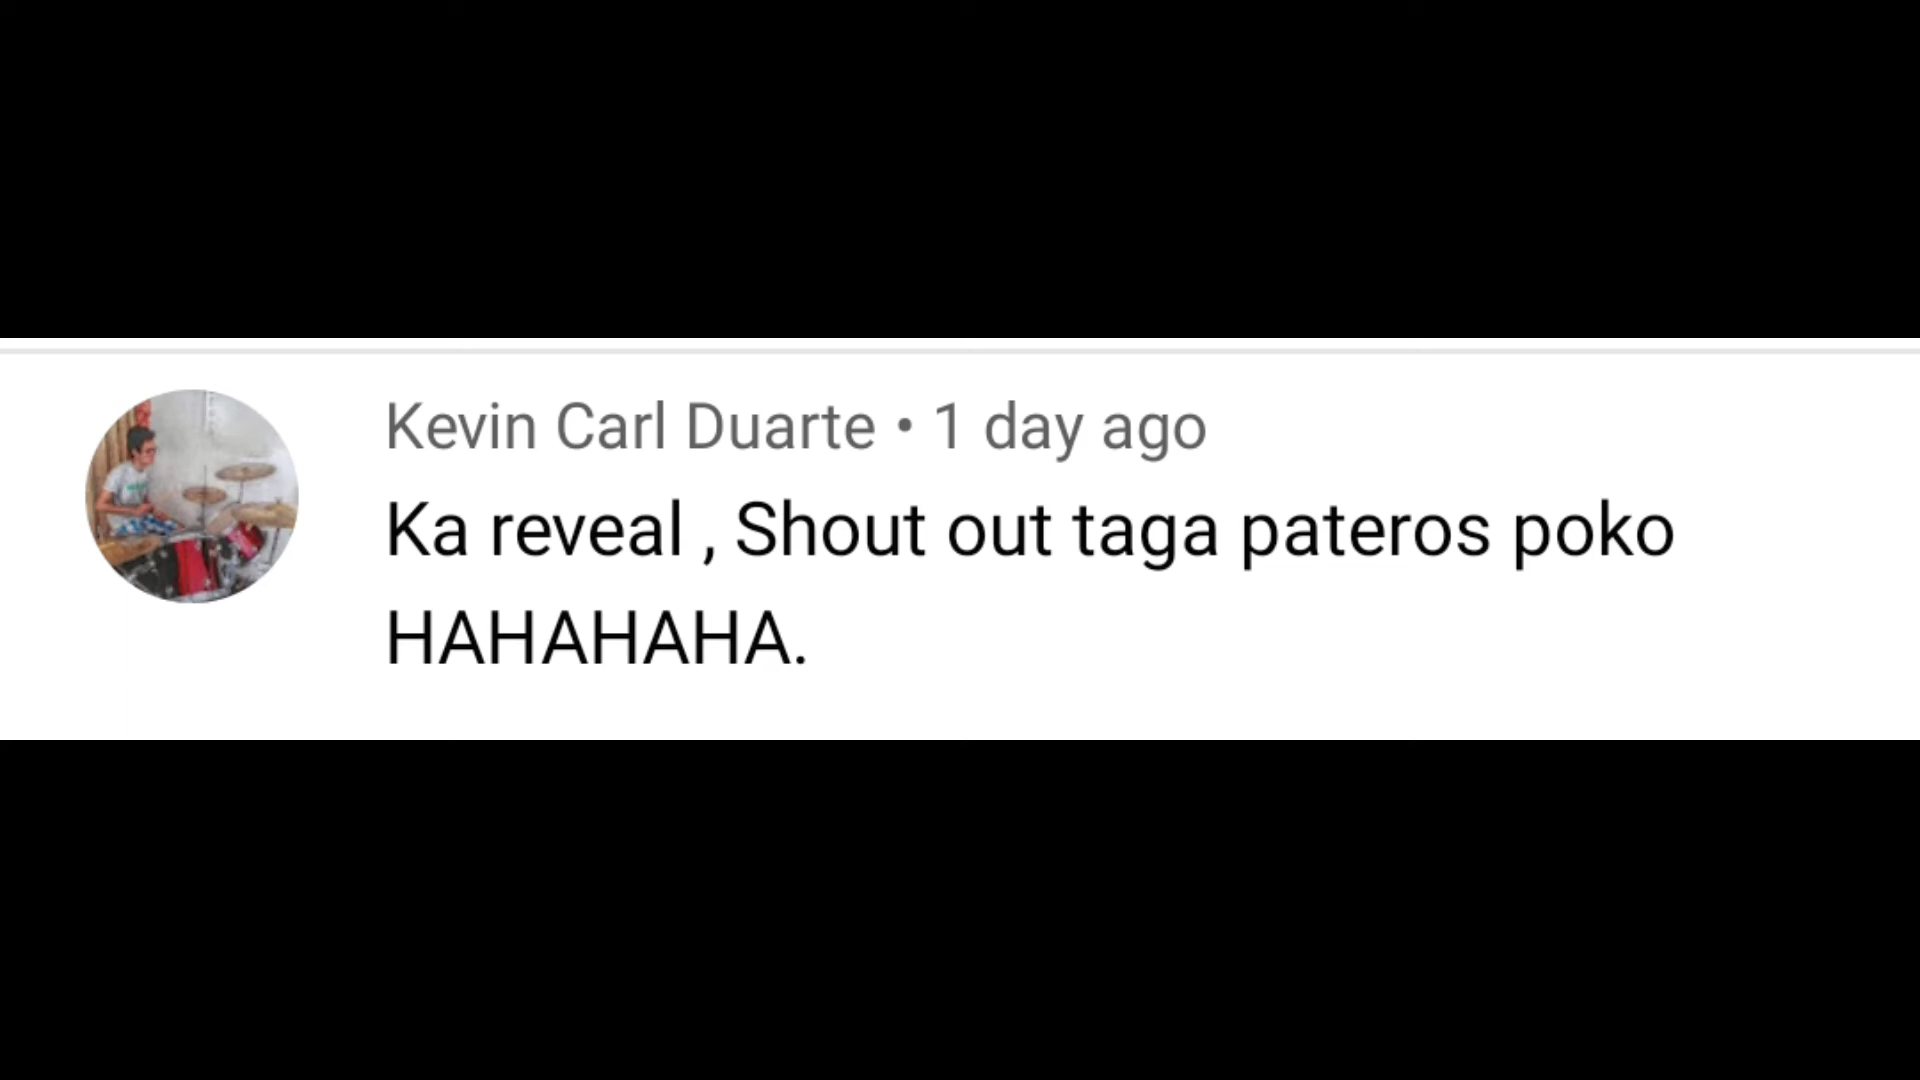 Kevin Carl Duarte • 1 day ago
Ka reveal , Shout out taga pateros poko
HAHAHAHA.